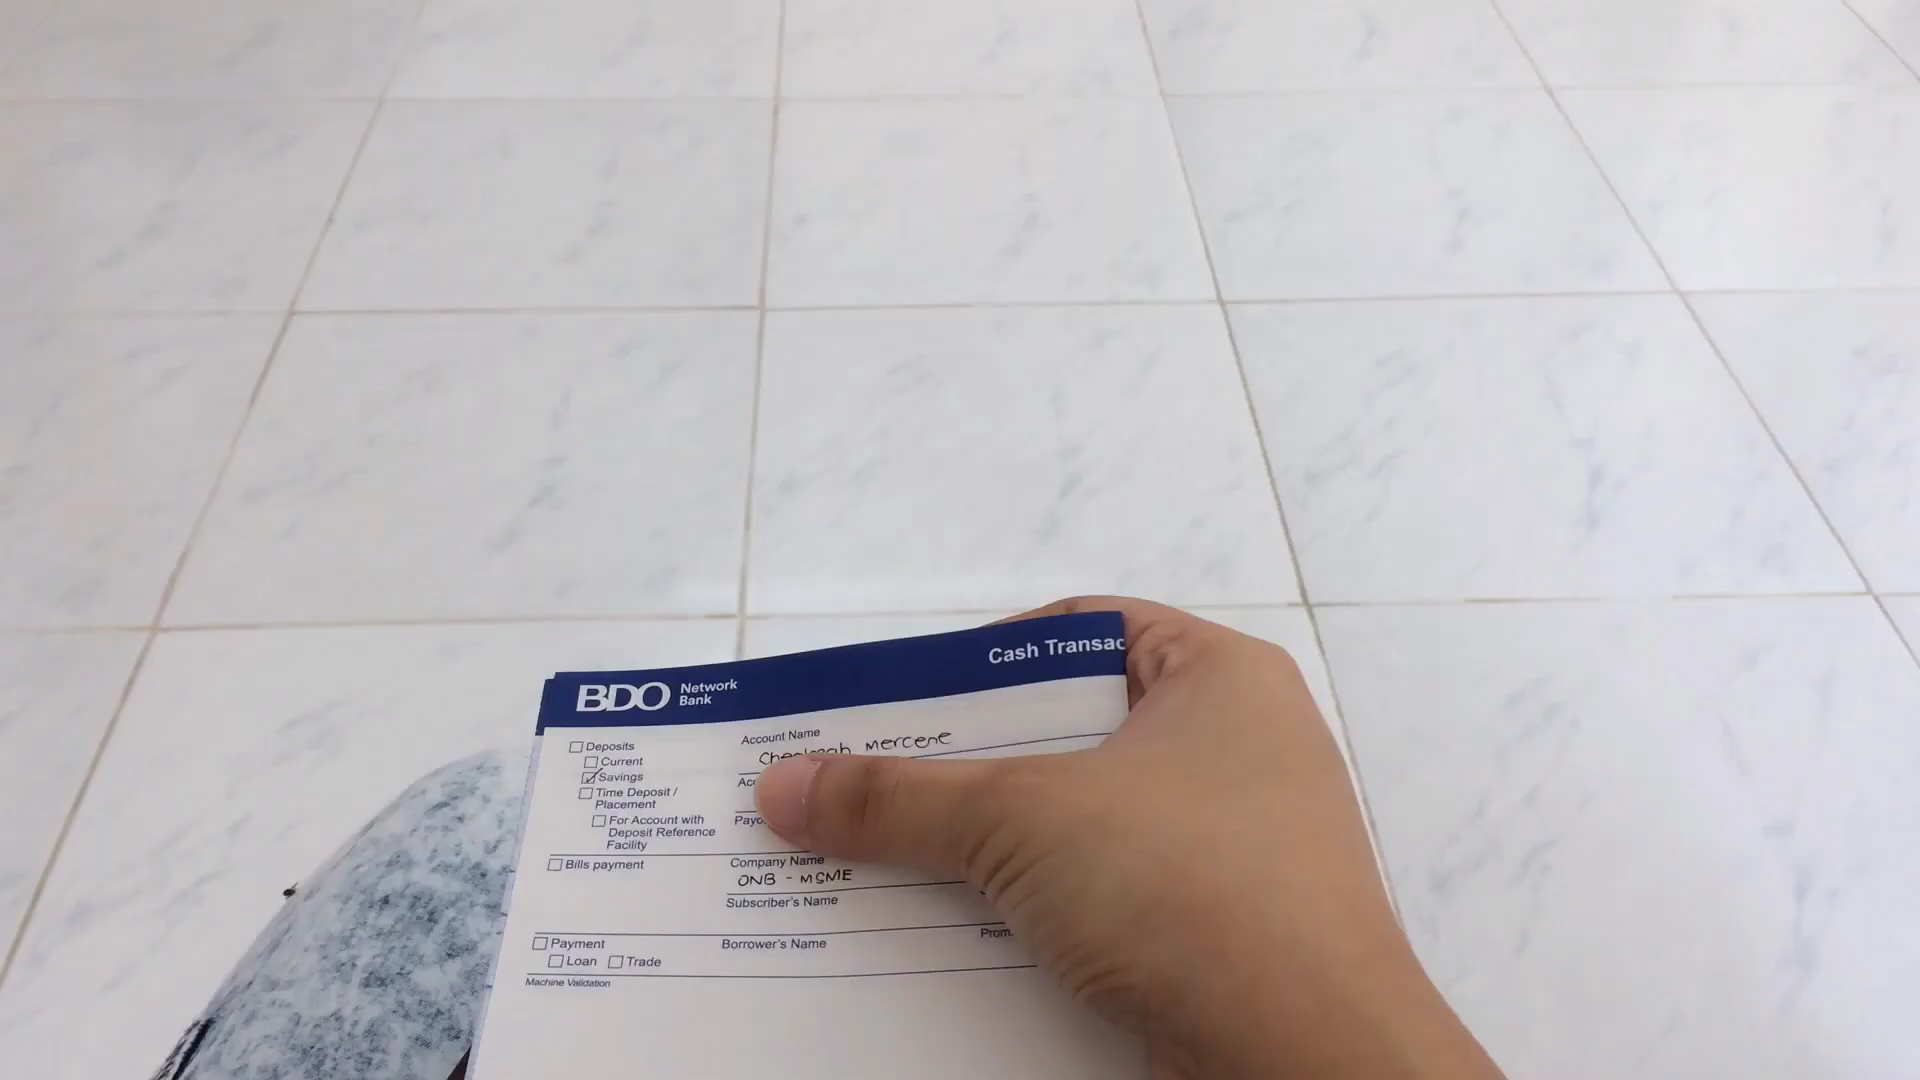 Cash Transac
BDO Network Bank
Deposits
Current
Savings
Time Deposit /
Placement
For Account with
Deposit Reference
Facility
Account Name
Mercene
Bills payment
Company Name
ONB - MSME
Subscriber's Name
Payment
Loan
Trade
Borrower's Name
Prom.
Machine Validation